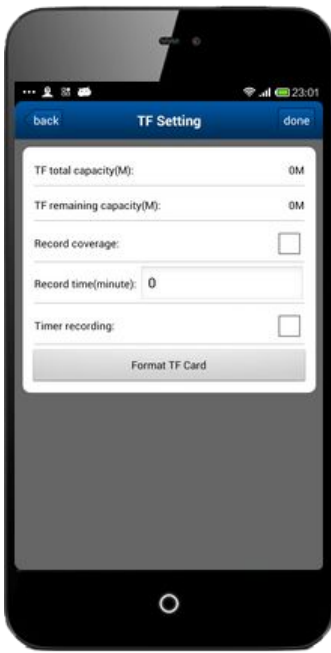 23:01
back TF Setting done
TF total capacity(M): 0M
TF remaining capacity(M): 0M
Record coverage:
Record time(minute): 0
Timer recording:
Format TF Card